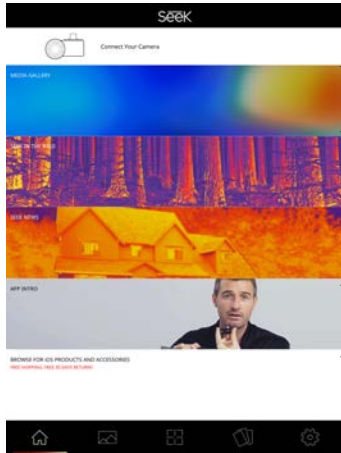 Seek
Connect Your Camera
MEDIA GALLERY
SEEK IN THE WILD
SEEK NEWS
APP INTRO
BROWSE FOR iOS PRODUCTS AND ACCESSORIES
FREE SHIPPING, FREE 30 DAYS RETURNS